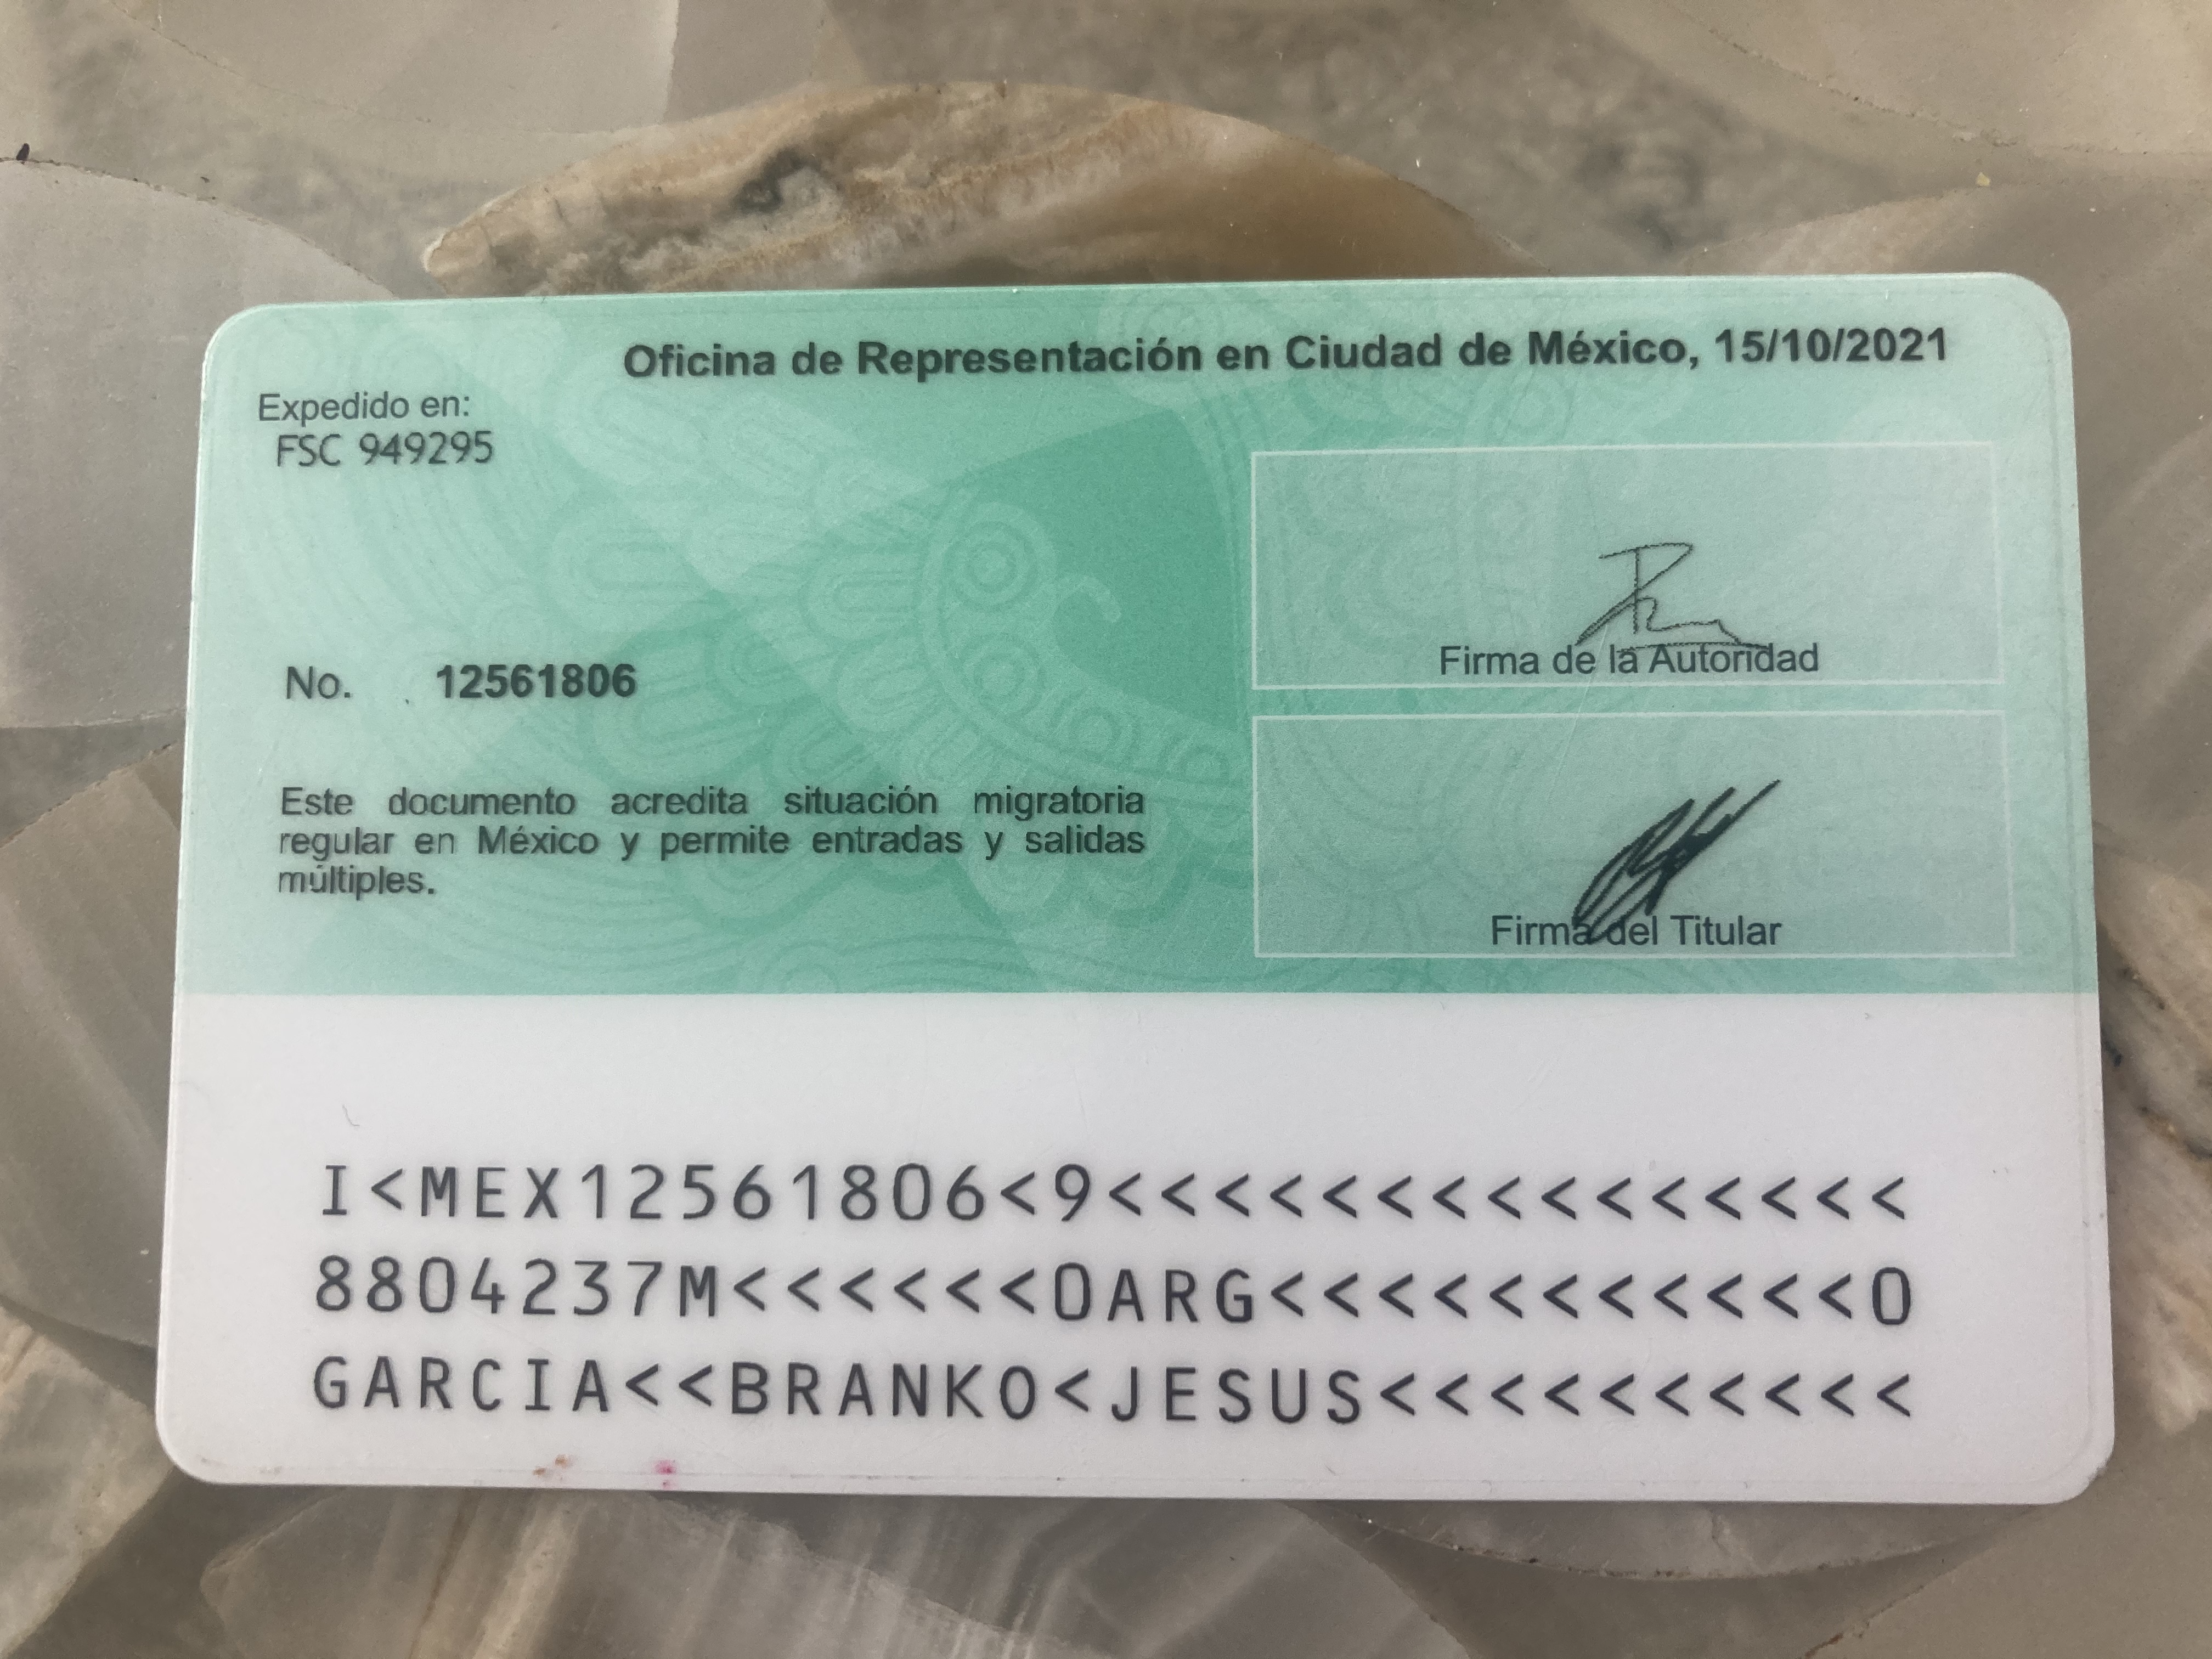 Oficina de Representación en Ciudad de México, 15/10/2021
Expedido en:
FSC 949295
Firma de la Autoridad
No. 12561806
Este documento acredita situación migratoria
regular en México y permite entradas y salidas
múltiples.
Firma del Titular
I<MEX12561806<9<<<<<<<<<<<<<<<
8804237M<<<<<<0ARG<<<<<<<<<<<0
GARCIA<<BRANKO<JESUS<<<<<<<<<<